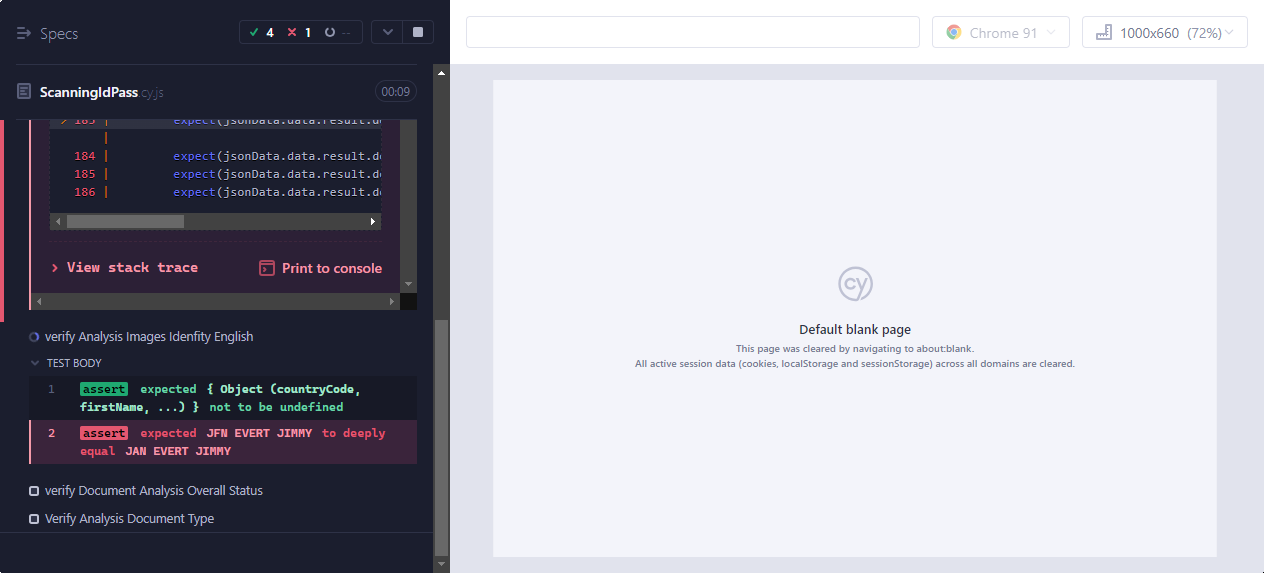 Specs
4 1 --
Chrome 91
1000x660 (72%)
ScanningIdPass.cy.js
00:09
> 183 | expect(jsonData.data.result.d
|
184 | expect(jsonData.data.result.d
185 | expect(jsonData.data.result.d
186 | expect(jsonData.data.result.d
> View stack trace
Print to console
verify Analysis Images Idenfity English
TEST BODY
1 assert expected { Object (countryCode,
firstName, ...) } not to be undefined
2 assert expected JFN EVERT JIMMY to deeply
equal JAN EVERT JIMMY
verify Document Analysis Overall Status
Verify Analysis Document Type
cy
Default blank page
This page was cleared by navigating to about:blank.
All active session data (cookies, localStorage and sessionStorage) across all domains are cleared.